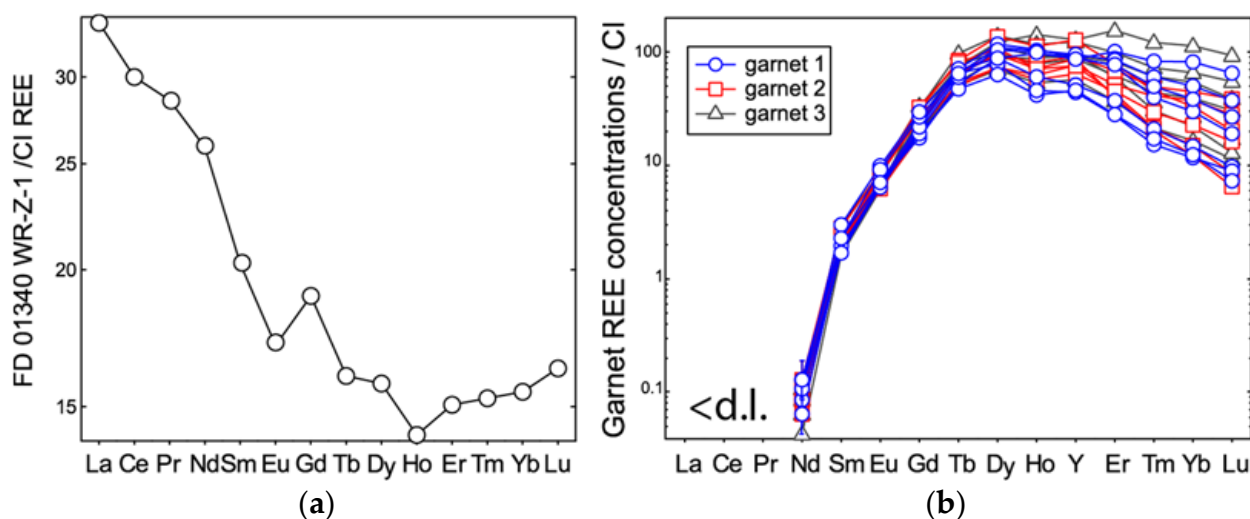 FD 01340 WR-Z-1 /CI REE
30
25
20
15
La Ce Pr Nd Sm Eu Gd Tb Dy Ho Er Tm Yb Lu
(a)
Garnet REE concentrations / CI
100
10
1
0.1
garnet 1
garnet 2
garnet 3
<d.l.
La Ce Pr Nd Sm Eu Gd Tb Dy Ho Y Er Tm Yb Lu
(b)